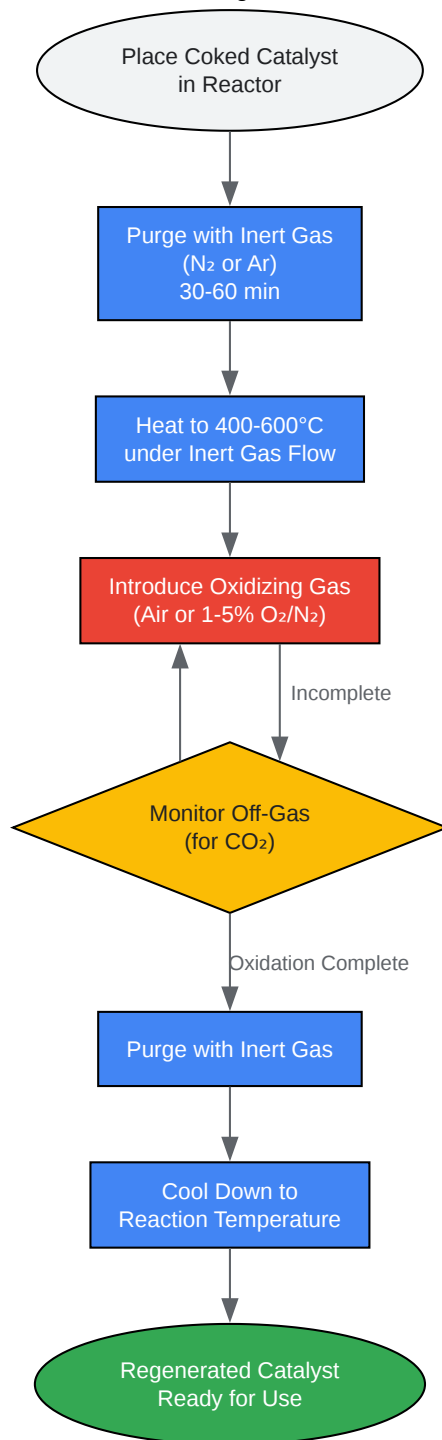 Place Coked Catalyst
in Reactor
Purge with Inert Gas
(N₂ or Ar)
30-60 min
Heat to 400-600°C
under Inert Gas Flow
Introduce Oxidizing Gas
(Air or 1-5% O₂/N₂)
Incomplete
Monitor Off-Gas
(for CO₂)
Oxidation Complete
Purge with Inert Gas
Cool Down to
Reaction Temperature
Regenerated Catalyst
Ready for Use